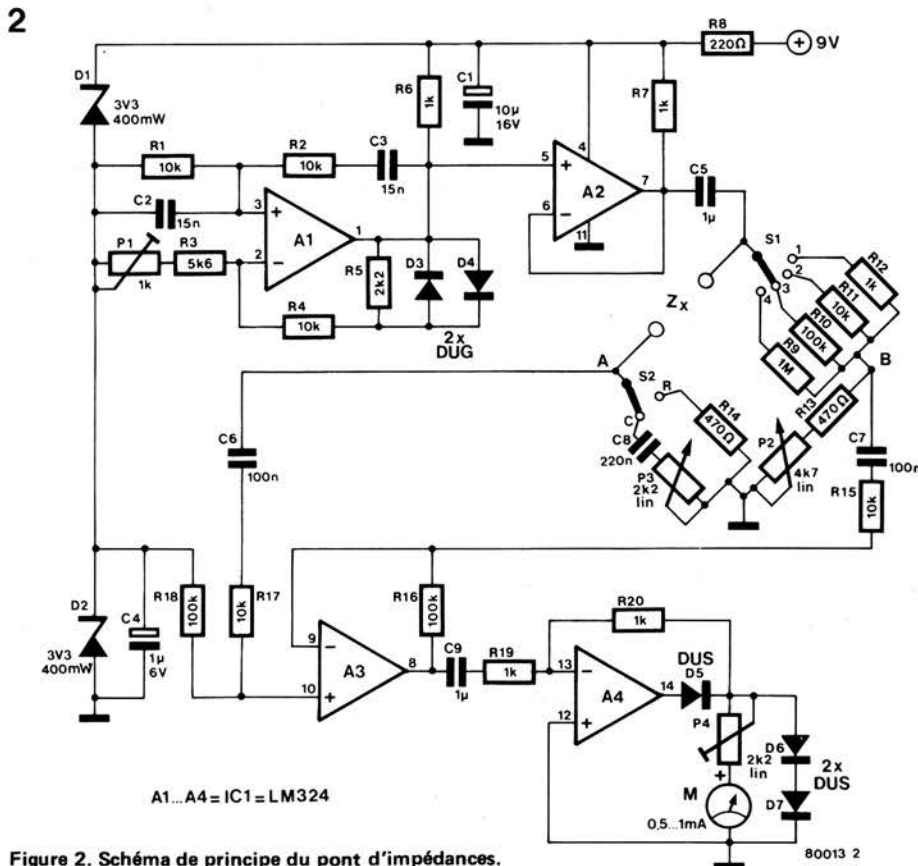 2
R8
220Ω
+ 9V
D1
3V3
400mW
R6
1k
C1
10µ
16V
R7
1k
R1
10k
R2
10k
C3
15n
C2
15n
3
+
A1
1
2
−
P1
1k
R3
5k6
R4
10k
R5
2k2
D3
D4
2x
DUG
5
+
4
A2
7
6
−
11
C5
1µ
S1
1
2
3
4
R12
1k
R11
10k
R10
100k
R9
1M
Zx
A
B
S2
R
C
R14
470Ω
R13
470Ω
C8
220n
P3
2k2
lin
P2
4k7
lin
C7
100n
R15
10k
C6
100n
D2
3V3
400mW
C4
1µ
6V
R18
100k
10k
R17
R16
100k
9
−
A3
8
10
+
C9
1µ
R19
1k
R20
1k
13
−
A4
14
12
+
DUS
D5
P4
2k2
lin
D6
2x
DUS
D7
+
M
0,5...1mA
A1...A4 = IC1 = LM324
80013 2
Figure 2. Schéma de principe du pont d'impédances.